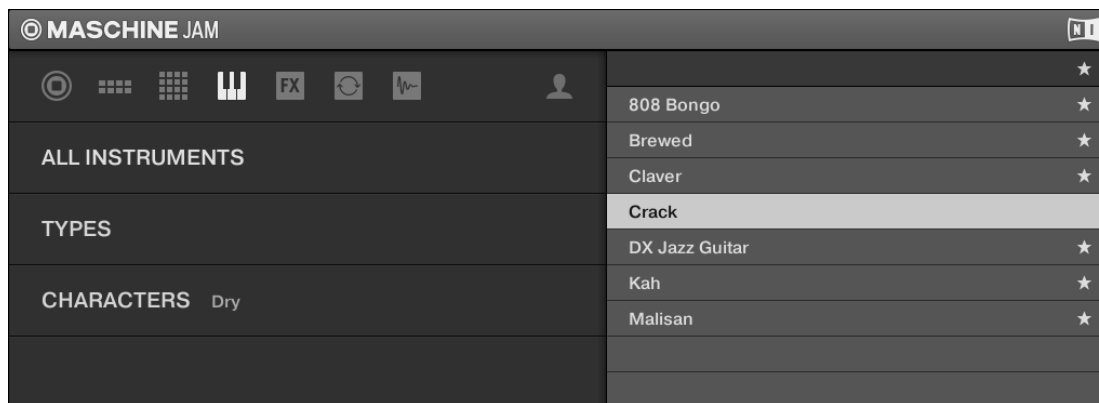 MASCHINE JAM
NI
FX
ALL INSTRUMENTS
TYPES
CHARACTERS Dry
808 Bongo
Brewed
Claver
Crack
DX Jazz Guitar
Kah
Malisan